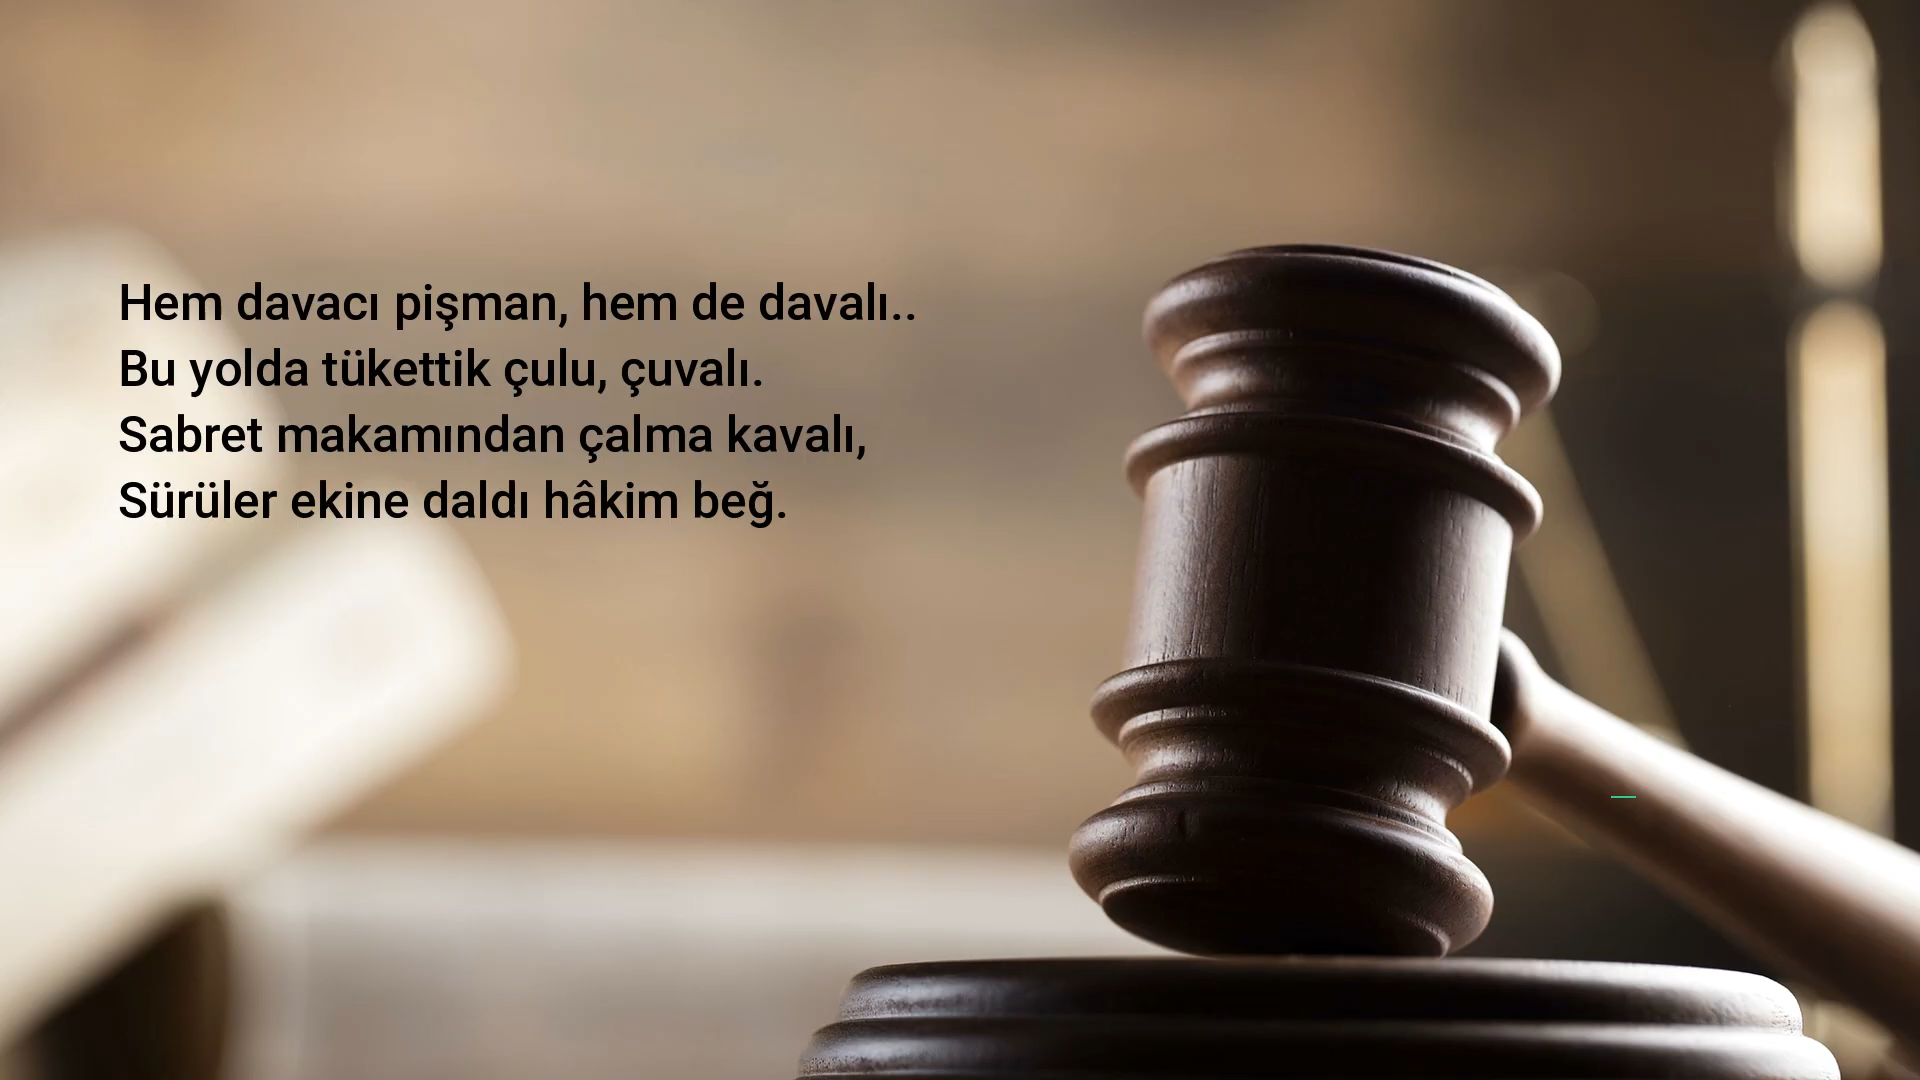 Hem davacı pişman, hem de davalı..
Bu yolda tükettik çulu, çuvalı.
Sabret makamından çalma kavalı,
Sürüler ekine daldı hâkim beğ.